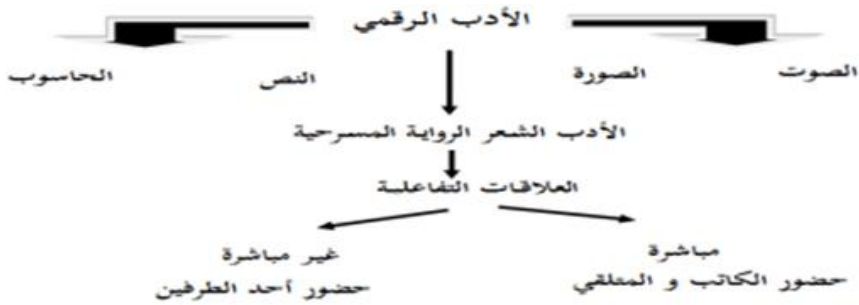 الأدب الرقمي
الصوت الصورة النص الحاسوب
الأدب الشعر الرواية المسرحية
العلاقات التفاعلية
مباشرة غير مباشرة
حضور الكاتب و المتلقي حضور أحد الطرفين